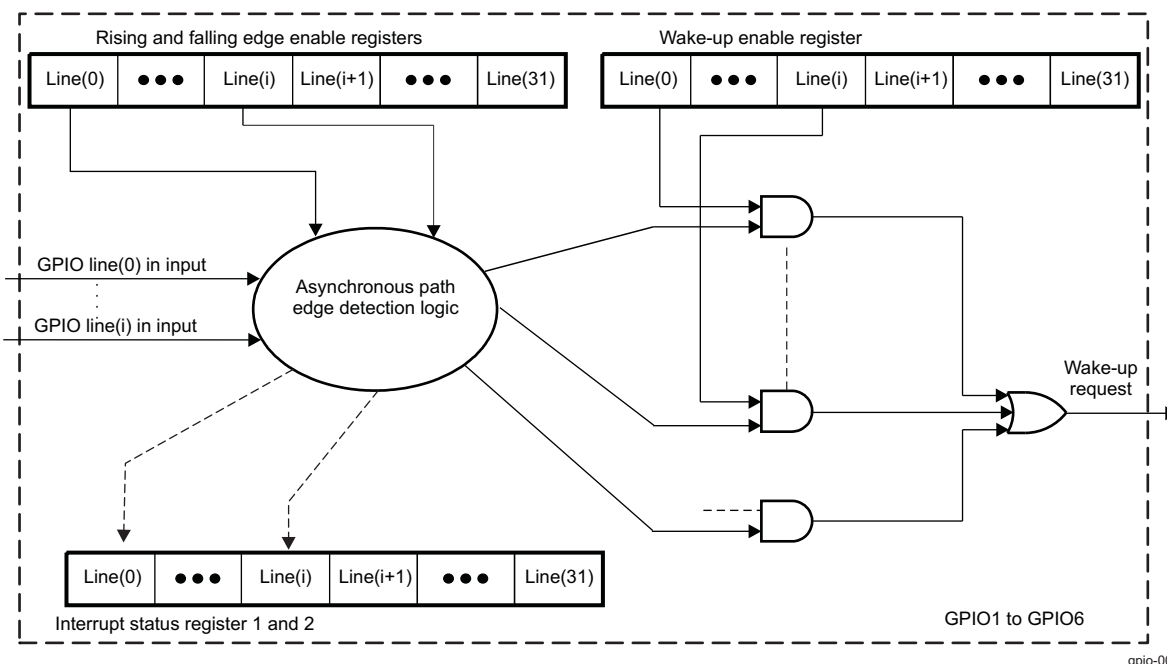 Rising and falling edge enable registers
Wake-up enable register
Line(0) ●●● Line(i) Line(i+1) ●●● Line(31)
Line(0) ●●● Line(i) Line(i+1) ●●● Line(31)
GPIO line(0) in input
GPIO line(i) in input
Asynchronous path
edge detection logic
Wake-up
request
Line(0) ●●● Line(i) Line(i+1) ●●● Line(31)
Interrupt status register 1 and 2
GPIO1 to GPIO6